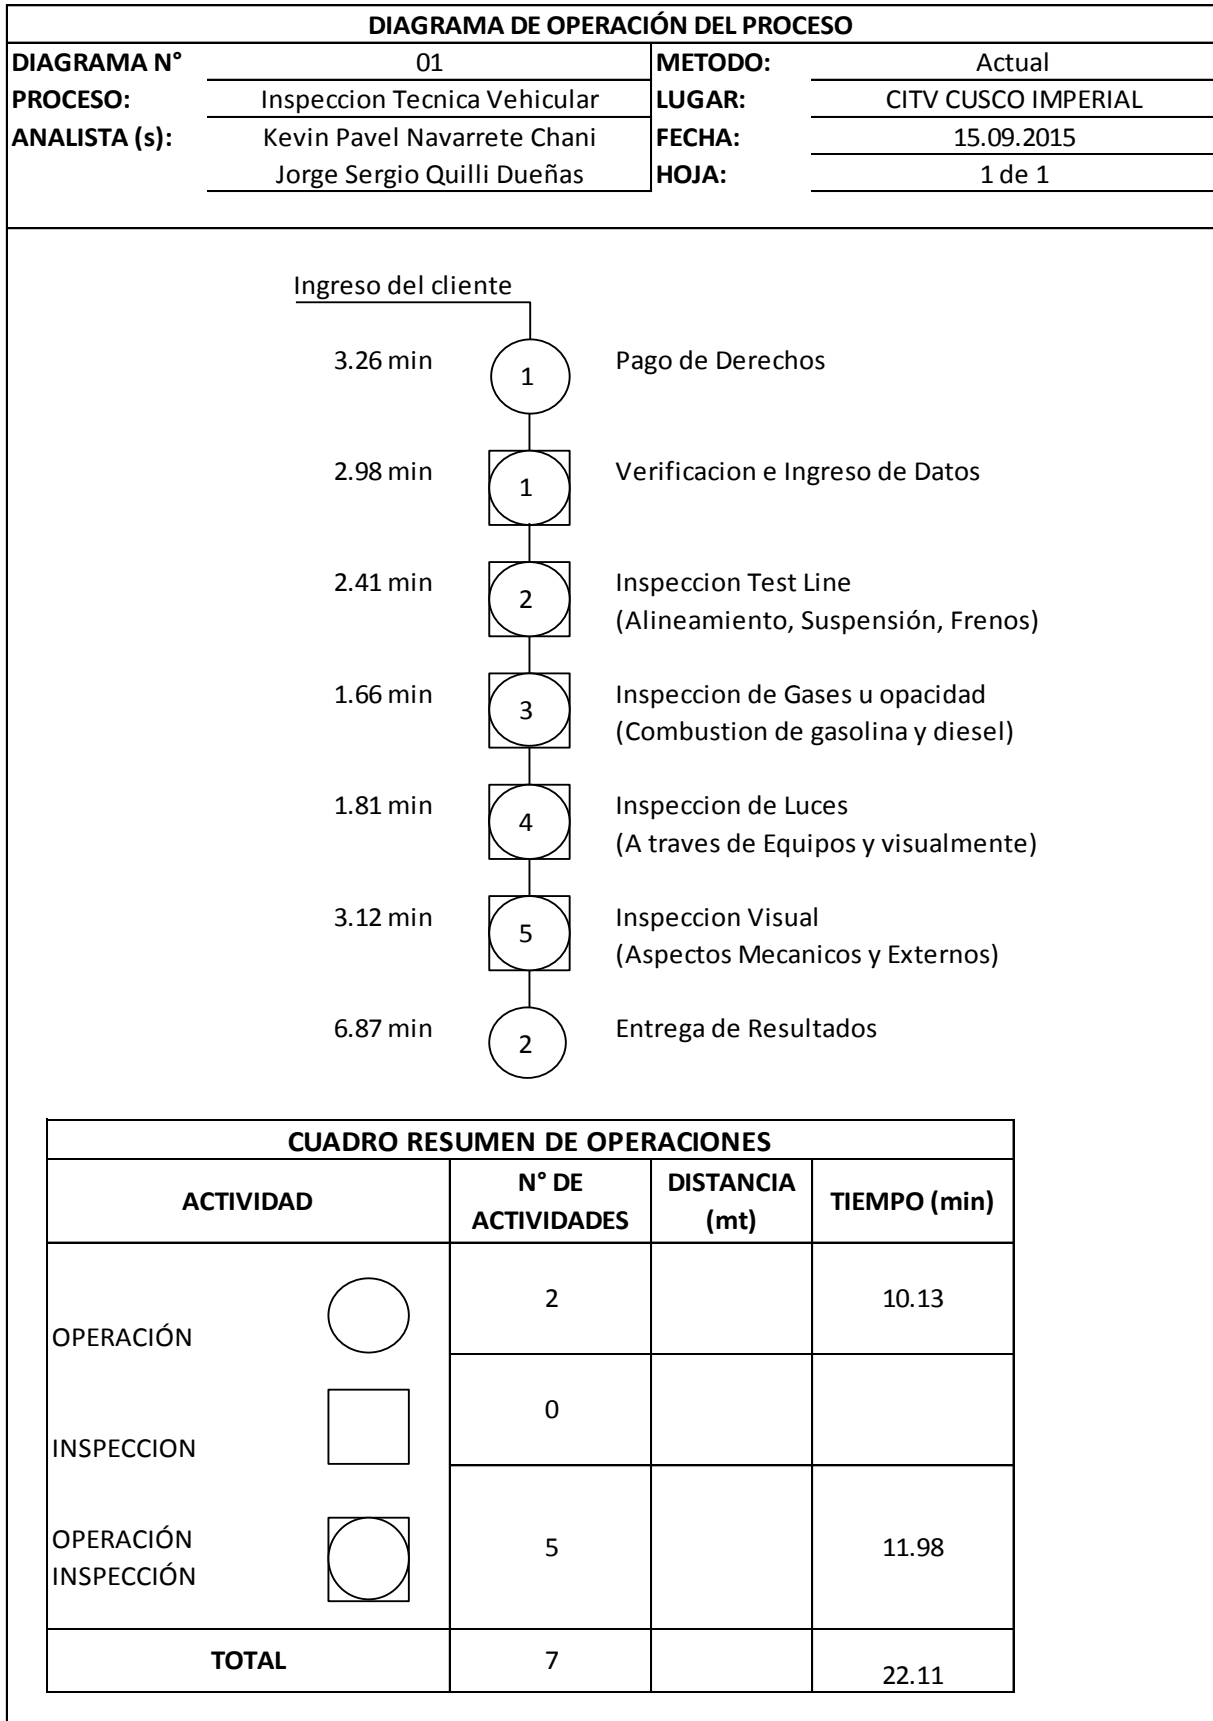 DIAGRAMA DE OPERACIÓN DEL PROCESO
DIAGRAMA N° 01 METODO: Actual
PROCESO: Inspeccion Tecnica Vehicular LUGAR: CITV CUSCO IMPERIAL
ANALISTA (s): Kevin Pavel Navarrete Chani FECHA: 15.09.2015
Jorge Sergio Quilli Dueñas HOJA: 1 de 1
Ingreso del cliente
3.26 min 1 Pago de Derechos
2.98 min 1 Verificacion e Ingreso de Datos
2.41 min 2 Inspeccion Test Line
(Alineamiento, Suspensión, Frenos)
1.66 min 3 Inspeccion de Gases u opacidad
(Combustion de gasolina y diesel)
1.81 min 4 Inspeccion de Luces
(A traves de Equipos y visualmente)
3.12 min 5 Inspeccion Visual
(Aspectos Mecanicos y Externos)
6.87 min 2 Entrega de Resultados
CUADRO RESUMEN DE OPERACIONES
ACTIVIDAD N° DE ACTIVIDADES DISTANCIA (mt) TIEMPO (min)
OPERACIÓN 2 10.13
INSPECCION 0
OPERACIÓN INSPECCIÓN 5 11.98
TOTAL 7 22.11